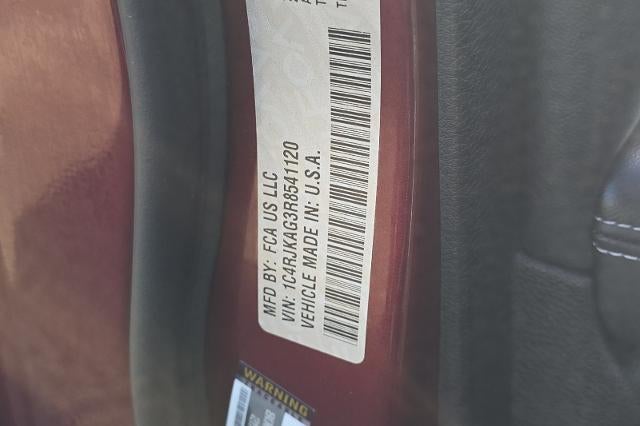 MFD BY: FCA US LLC
VIN: 1C4RJKAG3R8541120
VEHICLE MADE IN: U.S.A.
WARNING